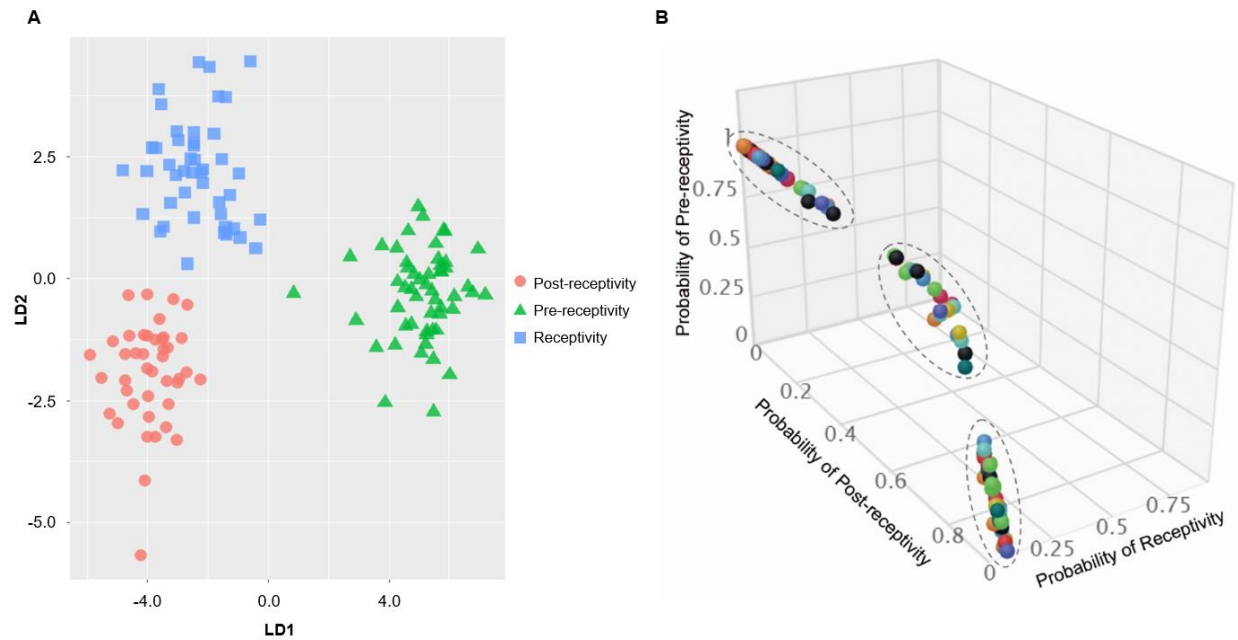 A
2.5
0.0
-2.5
-5.0
LD2
-4.0
0.0
4.0
LD1
Post-receptivity
Pre-receptivity
Receptivity
B
Probability of Pre-receptivity
1
0.75
0.5
0.25
0
Probability of Post-receptivity
0
0.2
0.4
0.6
0.8
Probability of Receptivity
0
0.25
0.5
0.75